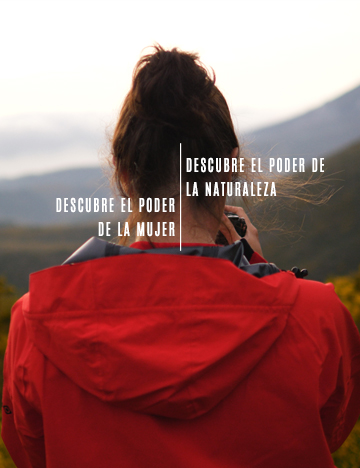 DESCUBRE EL PODER
DE LA MUJER
DESCUBRE EL PODER DE
LA NATURALEZA